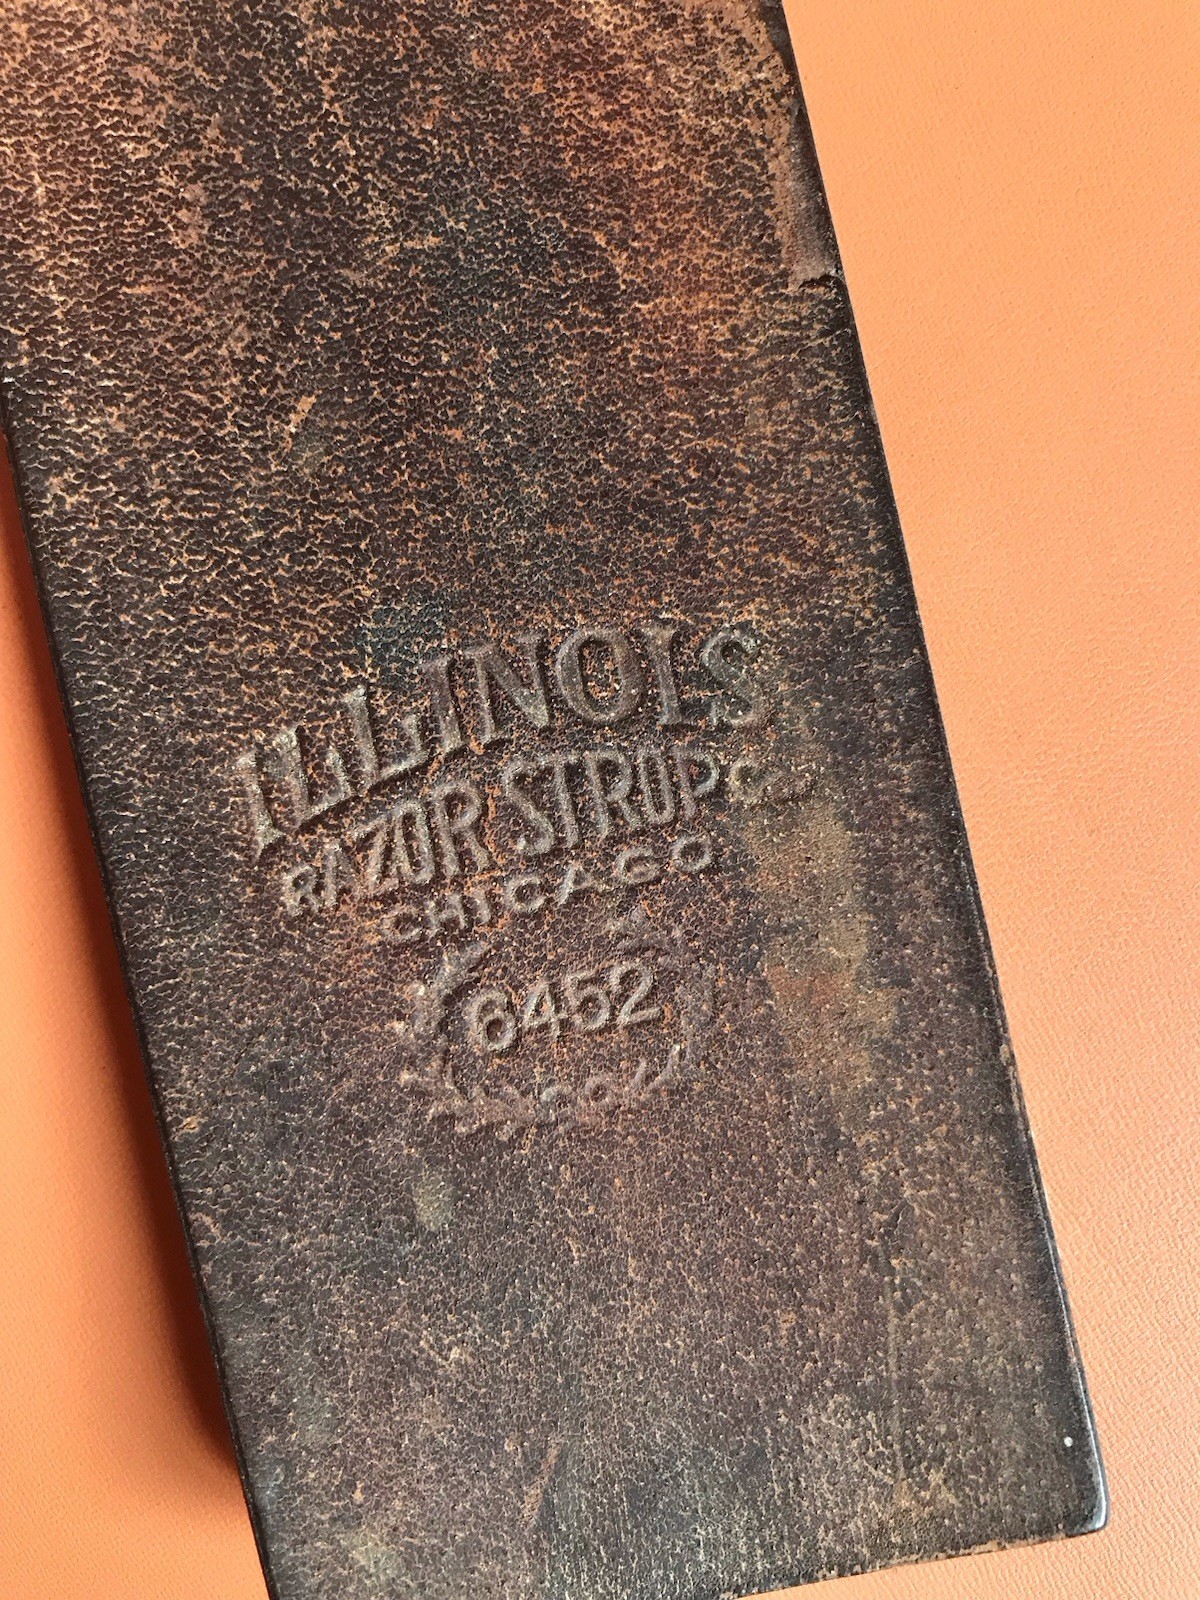 ILLINOIS
RAZOR STROP Co.
CHICAGO
6452